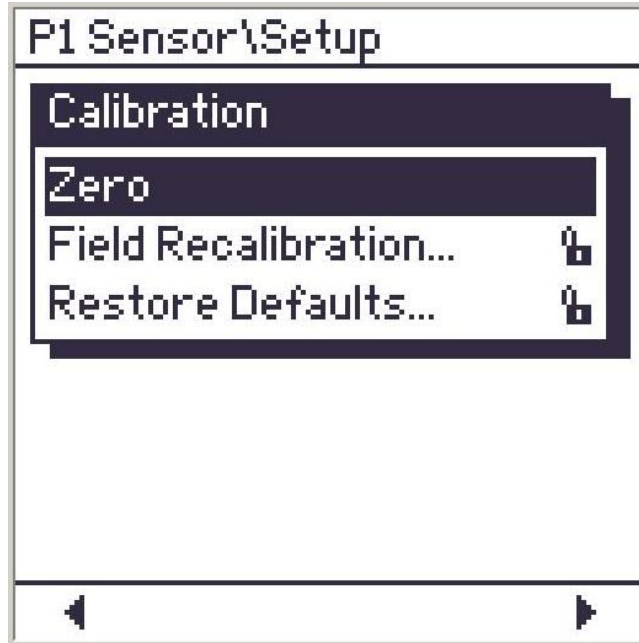 P1 Sensor\Setup
Calibration
Zero
Field Recalibration...
Restore Defaults...